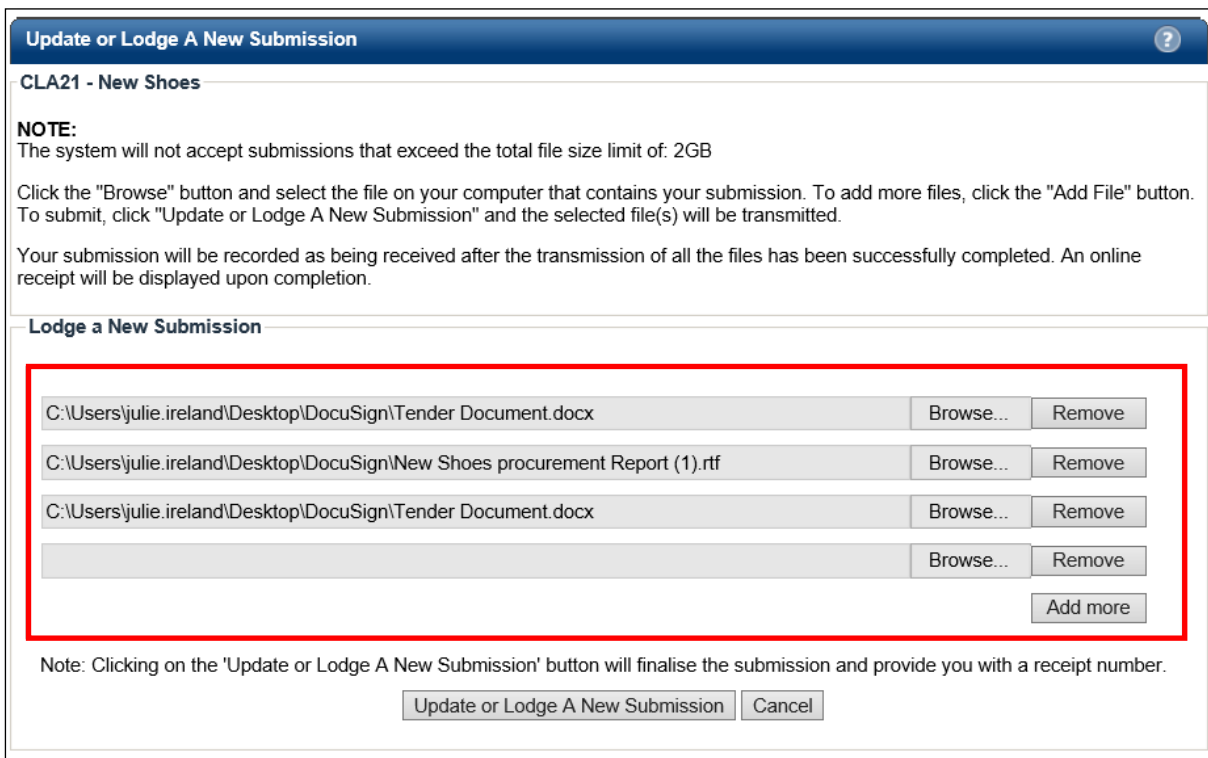 Update or Lodge A New Submission ?
CLA21 - New Shoes
NOTE:
The system will not accept submissions that exceed the total file size limit of: 2GB
Click the "Browse" button and select the file on your computer that contains your submission. To add more files, click the "Add File" button.
To submit, click "Update or Lodge A New Submission" and the selected file(s) will be transmitted.
Your submission will be recorded as being received after the transmission of all the files has been successfully completed. An online
receipt will be displayed upon completion.
Lodge a New Submission
C:\Users\julie.ireland\Desktop\DocuSign\Tender Document.docx Browse... Remove
C:\Users\julie.ireland\Desktop\DocuSign\New Shoes procurement Report (1).rtf Browse... Remove
C:\Users\julie.ireland\Desktop\DocuSign\Tender Document.docx Browse... Remove
Browse... Remove
Add more
Note: Clicking on the 'Update or Lodge A New Submission' button will finalise the submission and provide you with a receipt number.
Update or Lodge A New Submission Cancel